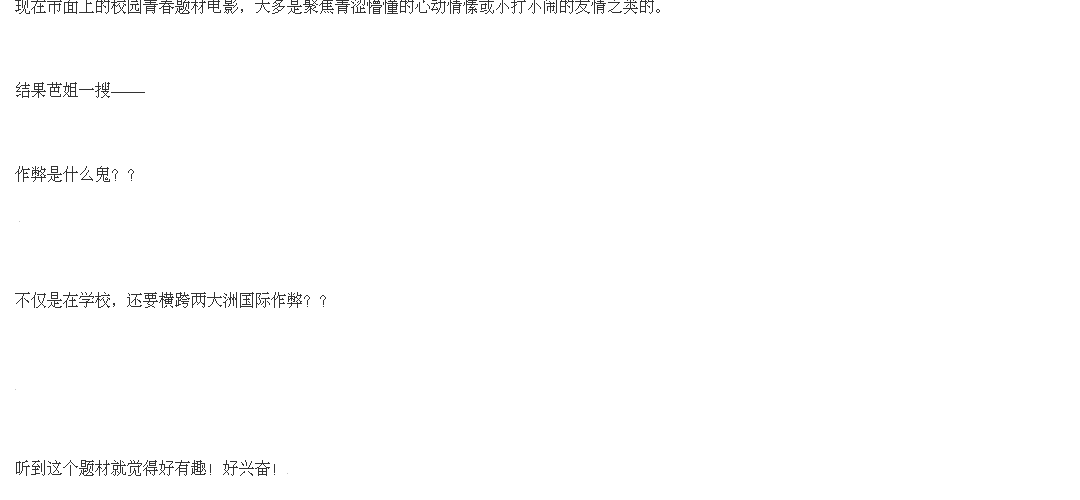 现在市面上的校园青春题材电影，大多是聚焦青涩懵懂的心动情愫或小打小闹的友情之类的。
结果芭姐一搜——
作弊是什么鬼？？
不仅是在学校，还要横跨两大洲国际作弊？？
听到这个题材就觉得好有趣！好兴奋！